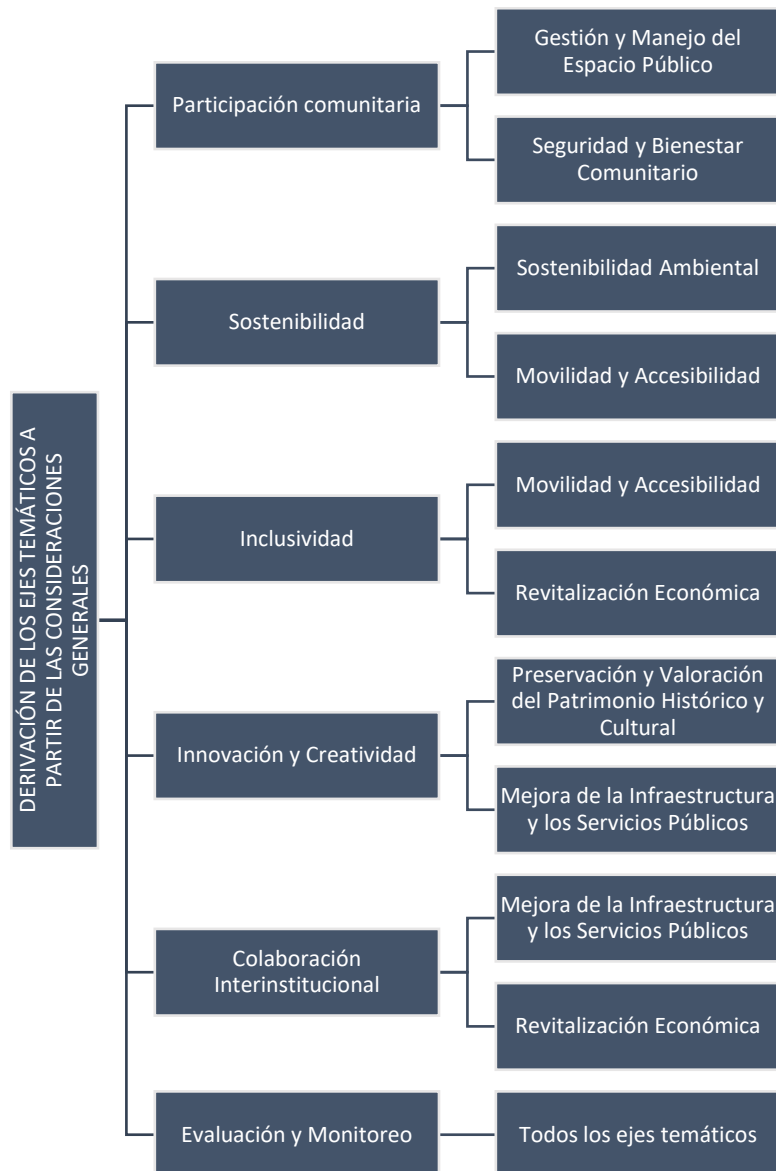 DERIVACIÓN DE LOS EJES TEMÁTICOS A
PARTIR DE LAS CONSIDERACIONES
GENERALES
Participación comunitaria
Gestión y Manejo del
Espacio Público
Seguridad y Bienestar
Comunitario
Sostenibilidad
Sostenibilidad Ambiental
Movilidad y Accesibilidad
Inclusividad
Movilidad y Accesibilidad
Revitalización Económica
Innovación y Creatividad
Preservación y Valoración
del Patrimonio Histórico y
Cultural
Mejora de la Infraestructura
y los Servicios Públicos
Colaboración
Interinstitucional
Mejora de la Infraestructura
y los Servicios Públicos
Revitalización Económica
Evaluación y Monitoreo
Todos los ejes temáticos